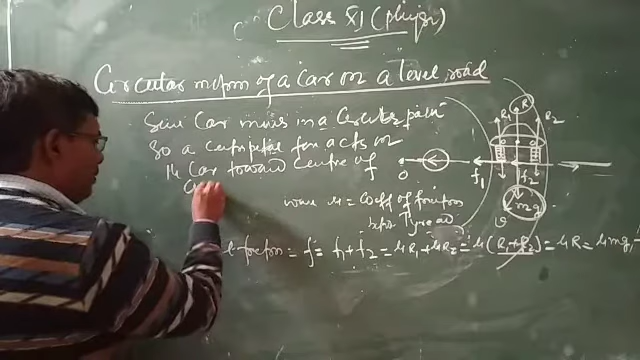 Class XI (physics)
Circular motion of a car on a level road
Since Car moves in a Circular path
So a centripetal force acts on
the Car toward Centre of
R
R1 R2
f 0 f1 f2
mg
where μ = Coeff of friction
v
friction = f = f1 + f2 = μR1 + μR2 = μ(R1 + R2) = μR = μmg